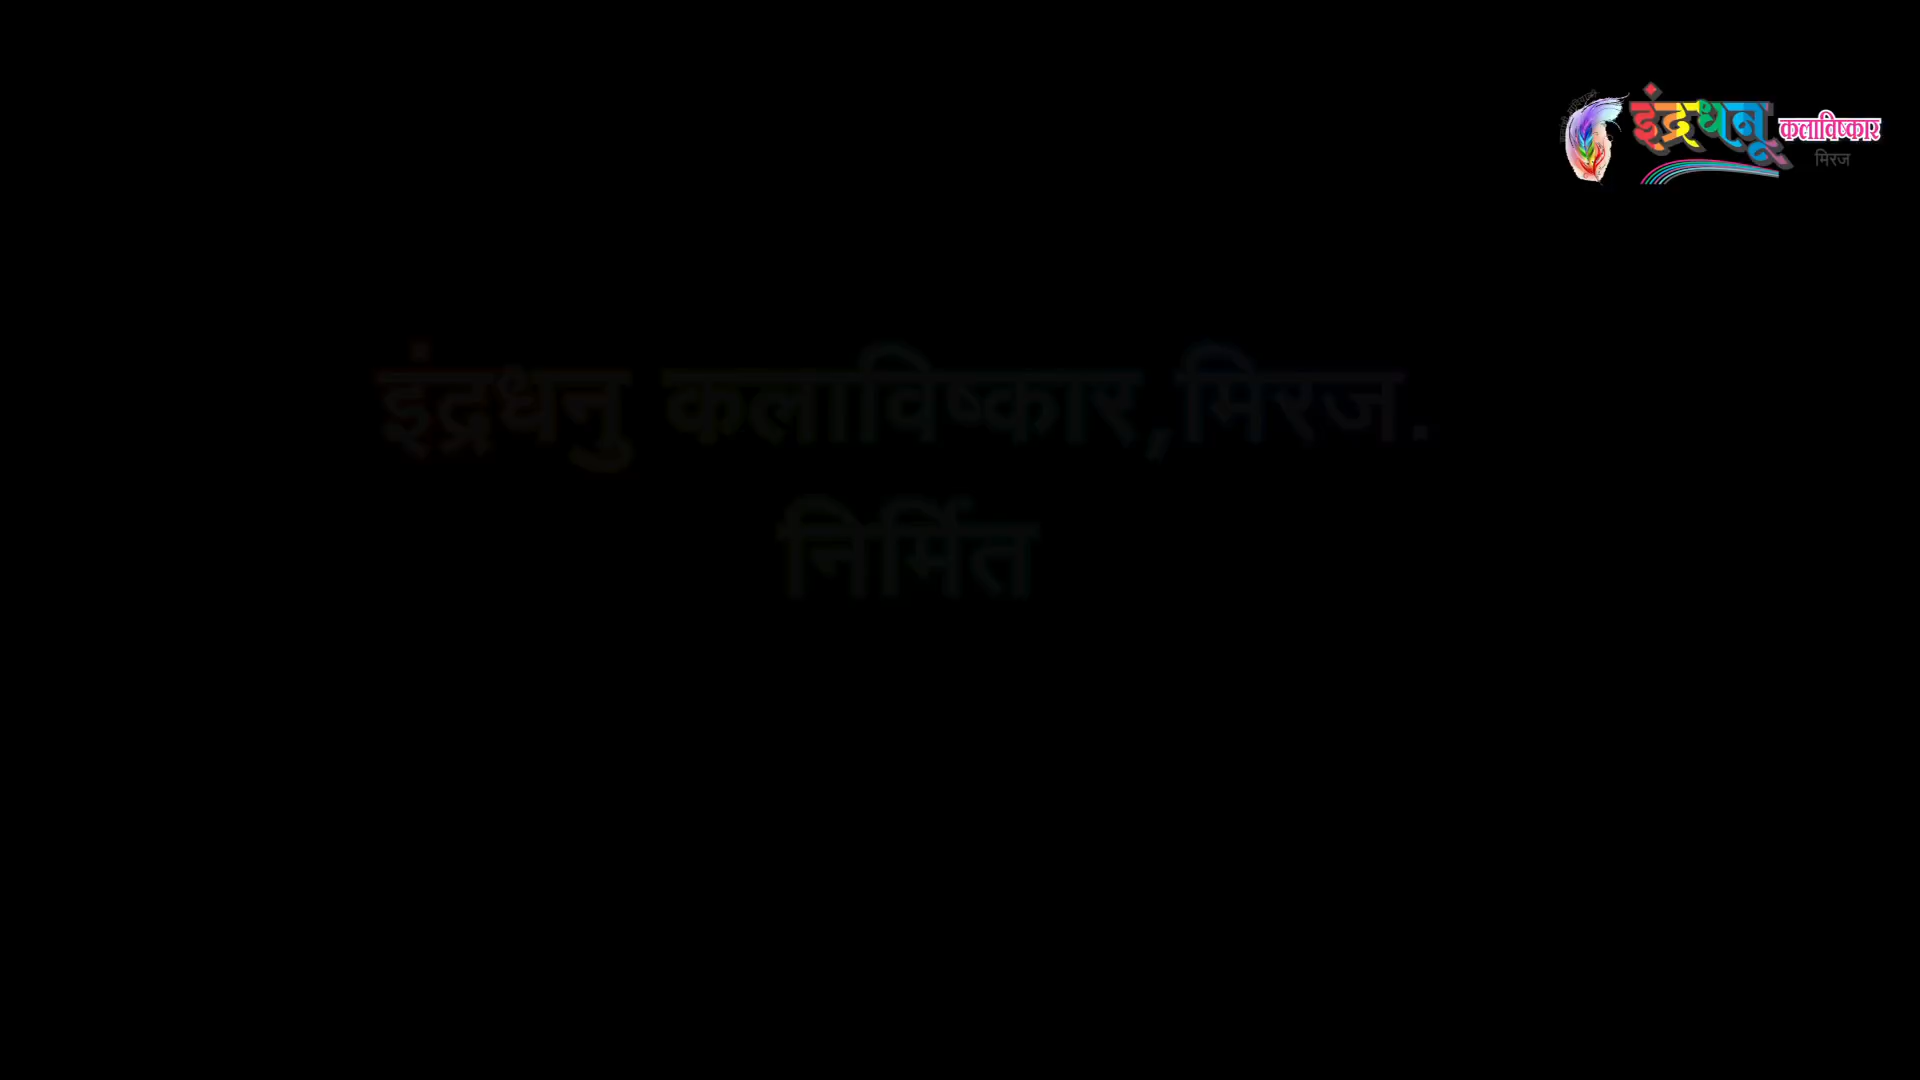 इंद्रधनू कलाविष्कार
मिरज
इंद्रधनु कलाविष्कार,मिरज.
निर्मित